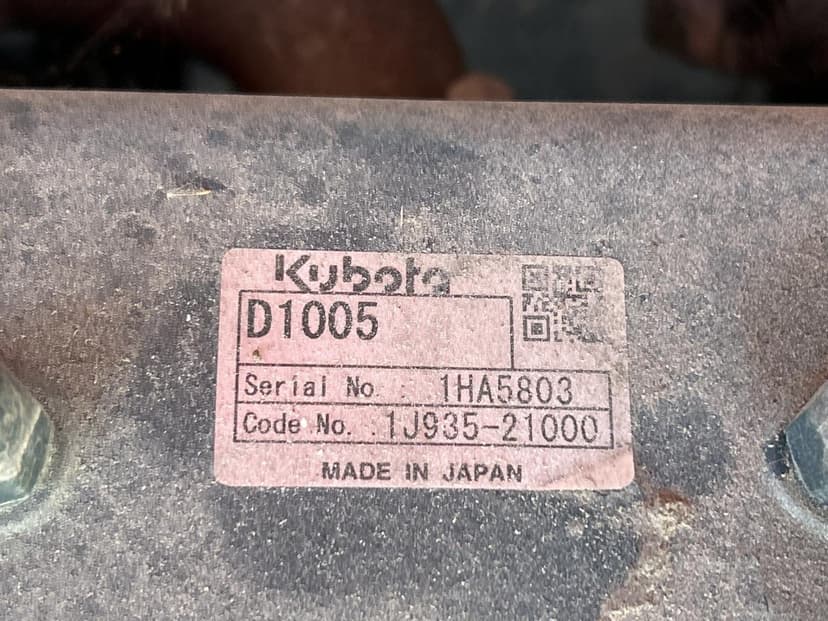 Kubota
D1005
Serial No. : 1HA5803
Code No. : 1J935-21000
MADE IN JAPAN